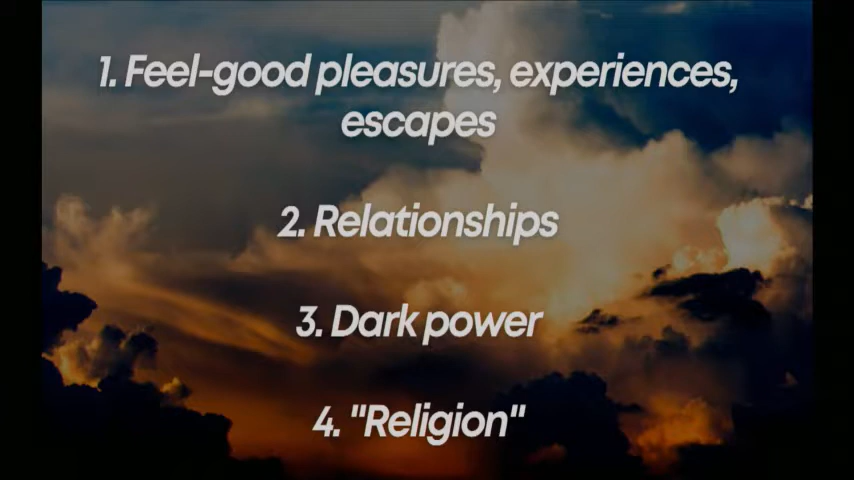 1. Feel-good pleasures, experiences,
escapes
2. Relationships
3. Dark power
4. "Religion"